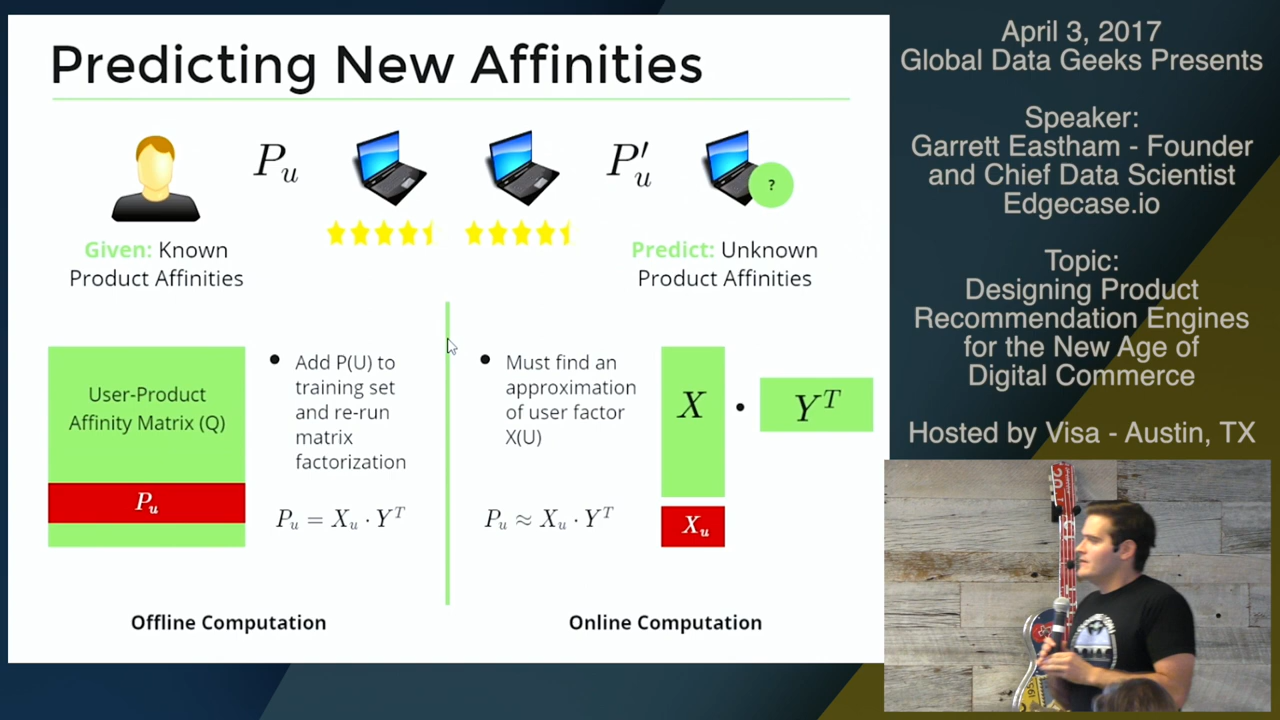 Predicting New Affinities
P_u
P'_u
?
Given: Known
Product Affinities
Predict: Unknown
Product Affinities
User-Product
Affinity Matrix (Q)
P_u
• Add P(U) to
training set
and re-run
matrix
factorization
P_u = X_u · Y^T
Offline Computation
• Must find an
approximation
of user factor
X(U)
P_u ≈ X_u · Y^T
X • Y^T
X_u
Online Computation
April 3, 2017
Global Data Geeks Presents
Speaker:
Garrett Eastham - Founder
and Chief Data Scientist
Edgecase.io
Topic:
Designing Product
Recommendation Engines
for the New Age of
Digital Commerce
Hosted by Visa - Austin, TX